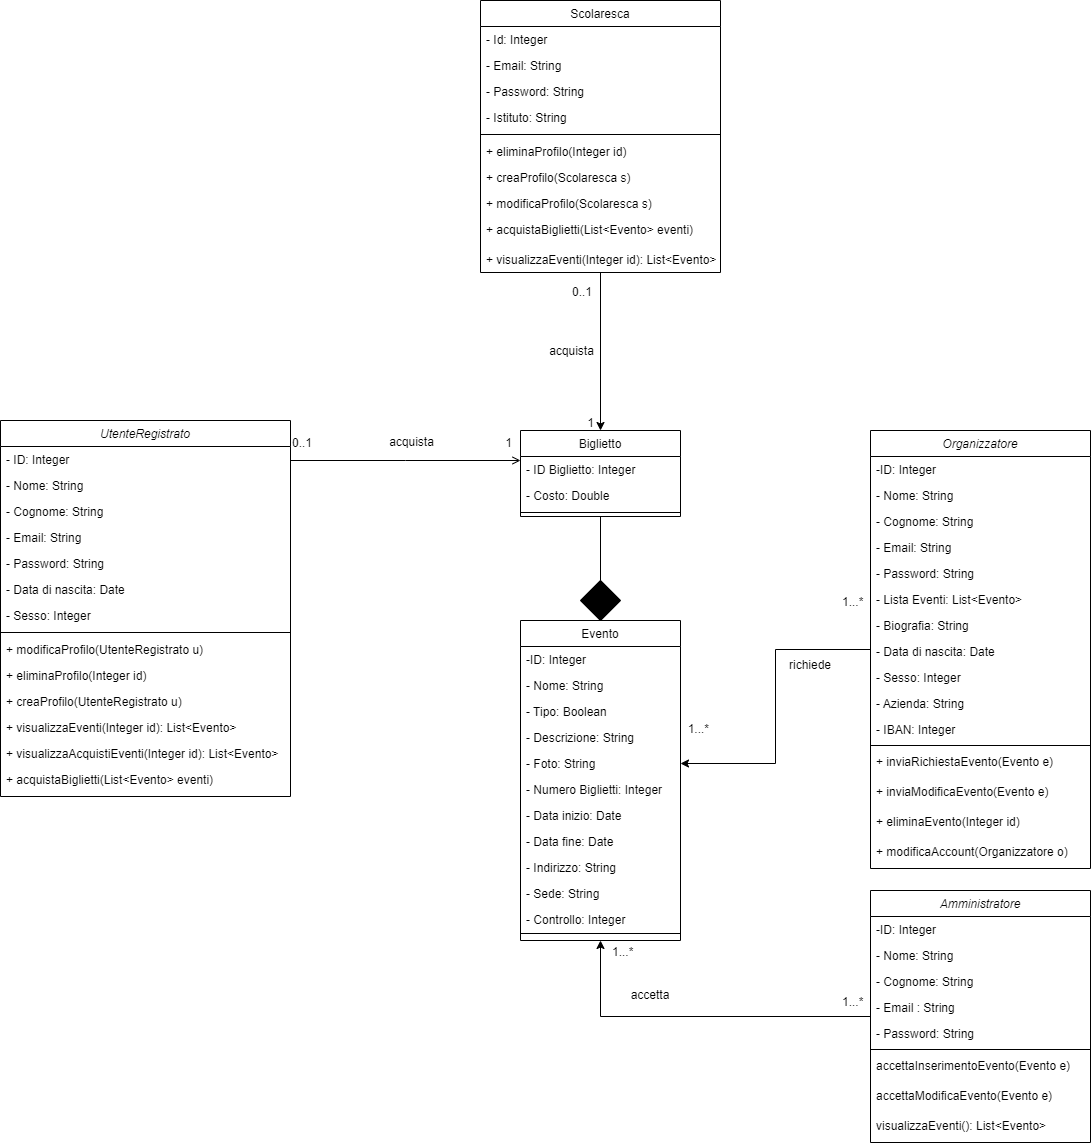 Scolaresca
- Id: Integer
- Email: String
- Password: String
- Istituto: String
+ eliminaProfilo(Integer id)
+ creaProfilo(Scolaresca s)
+ modificaProfilo(Scolaresca s)
+ acquistaBiglietti(List<Evento> eventi)
+ visualizzaEventi(Integer id): List<Evento>
0..1
acquista
1
UtenteRegistrato
- ID: Integer
- Nome: String
- Cognome: String
- Email: String
- Password: String
- Data di nascita: Date
- Sesso: Integer
+ modificaProfilo(UtenteRegistrato u)
+ eliminaProfilo(Integer id)
+ creaProfilo(UtenteRegistrato u)
+ visualizzaEventi(Integer id): List<Evento>
+ visualizzaAcquistiEventi(Integer id): List<Evento>
+ acquistaBiglietti(List<Evento> eventi)
0..1
acquista
1
Biglietto
- ID Biglietto: Integer
- Costo: Double
Evento
-ID: Integer
- Nome: String
- Tipo: Boolean
- Descrizione: String
- Foto: String
- Numero Biglietti: Integer
- Data inizio: Date
- Data fine: Date
- Indirizzo: String
- Sede: String
- Controllo: Integer
Organizzatore
-ID: Integer
- Nome: String
- Cognome: String
- Email: String
- Password: String
- Lista Eventi: List<Evento>
- Biografia: String
- Data di nascita: Date
- Sesso: Integer
- Azienda: String
- IBAN: Integer
+ inviaRichiestaEvento(Evento e)
+ inviaModificaEvento(Evento e)
+ eliminaEvento(Integer id)
+ modificaAccount(Organizzatore o)
1...*
richiede
1...*
Amministratore
-ID: Integer
- Nome: String
- Cognome: String
- Email : String
- Password: String
accettaInserimentoEvento(Evento e)
accettaModificaEvento(Evento e)
visualizzaEventi(): List<Evento>
1...*
accetta
1...*